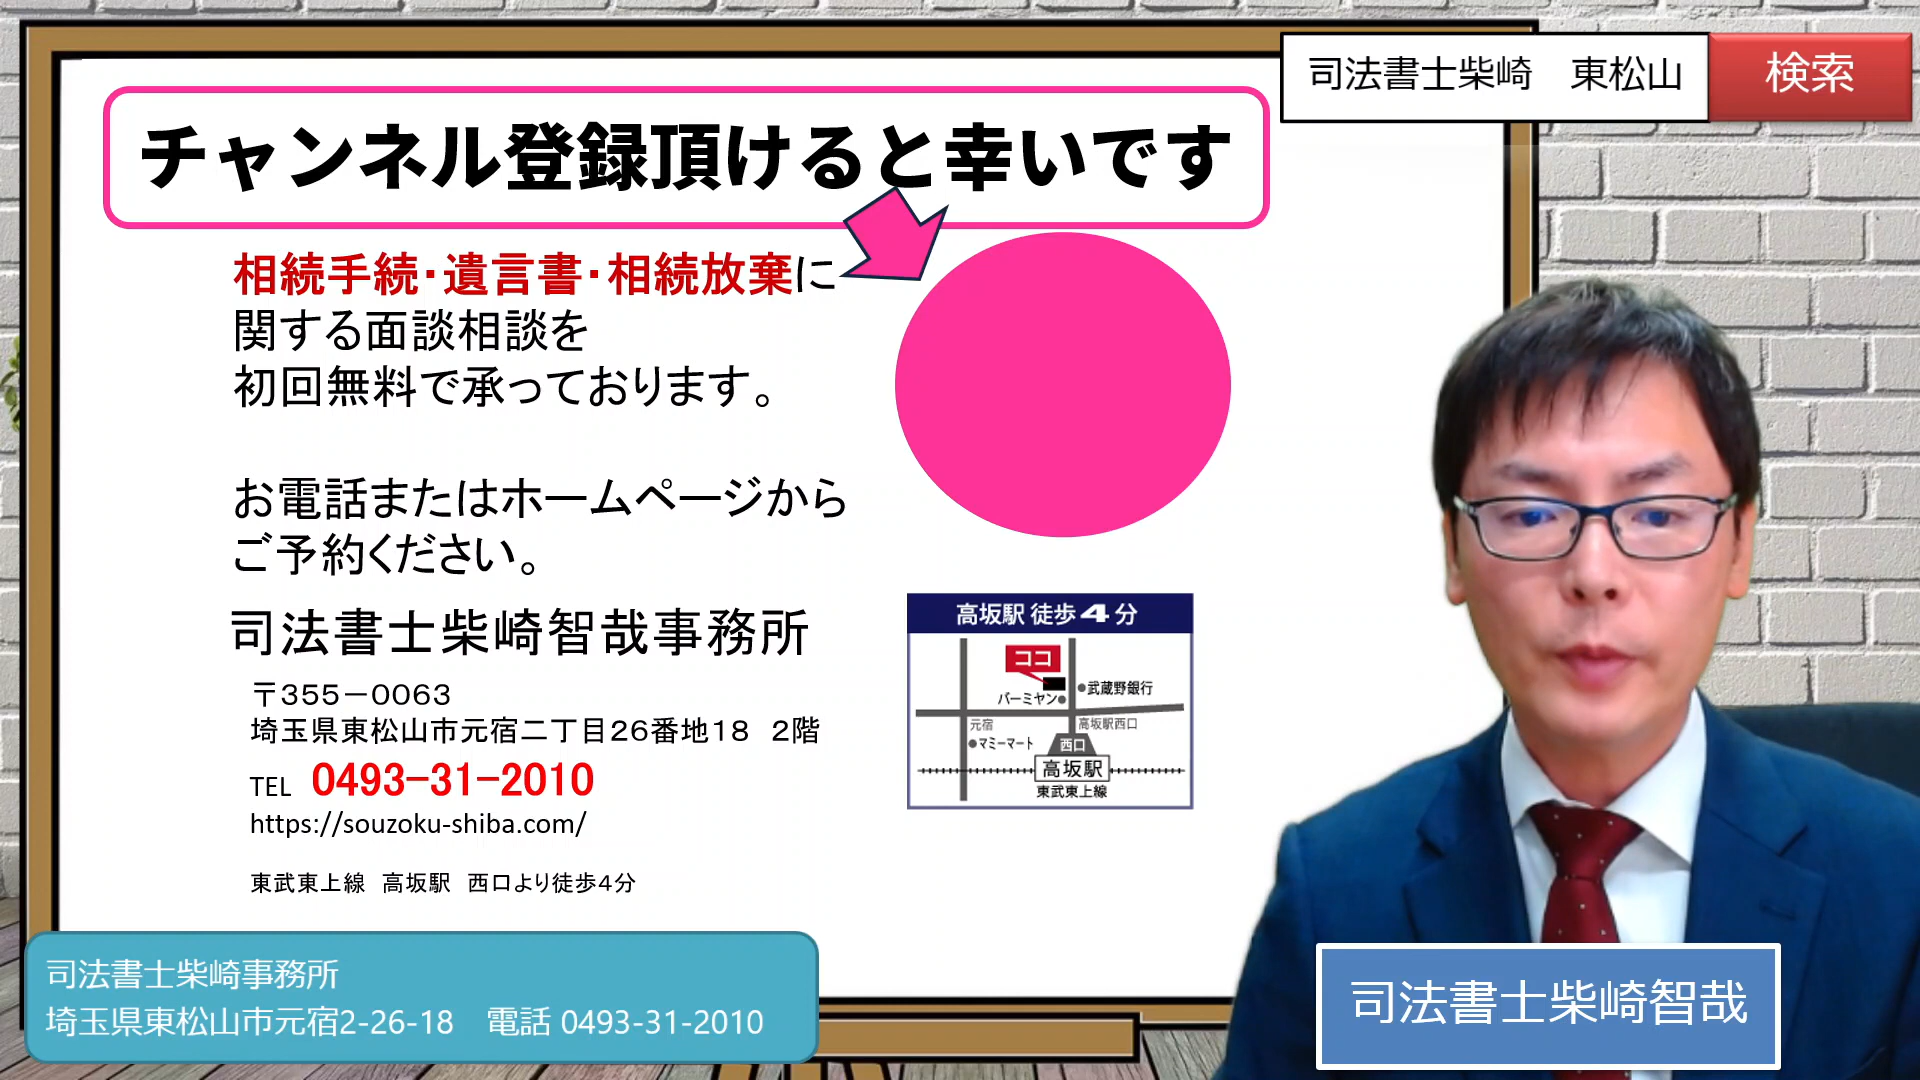 司法書士柴崎　東松山
検索
チャンネル登録頂けると幸いです
相続手続・遺言書・相続放棄に
関する面談相談を
初回無料で承っております。
お電話またはホームページから
ご予約ください。
司法書士柴崎智哉事務所
〒355－0063
埼玉県東松山市元宿二丁目26番地18　2階
TEL 0493-31-2010
https://souzoku-shiba.com/
東武東上線　高坂駅　西口より徒歩4分
高坂駅 徒歩 4 分
ココ
バーミヤン
武蔵野銀行
元宿
高坂駅西口
マミーマート
西口
高坂駅
東武東上線
司法書士柴崎事務所
埼玉県東松山市元宿2-26-18　電話 0493-31-2010
司法書士柴崎智哉